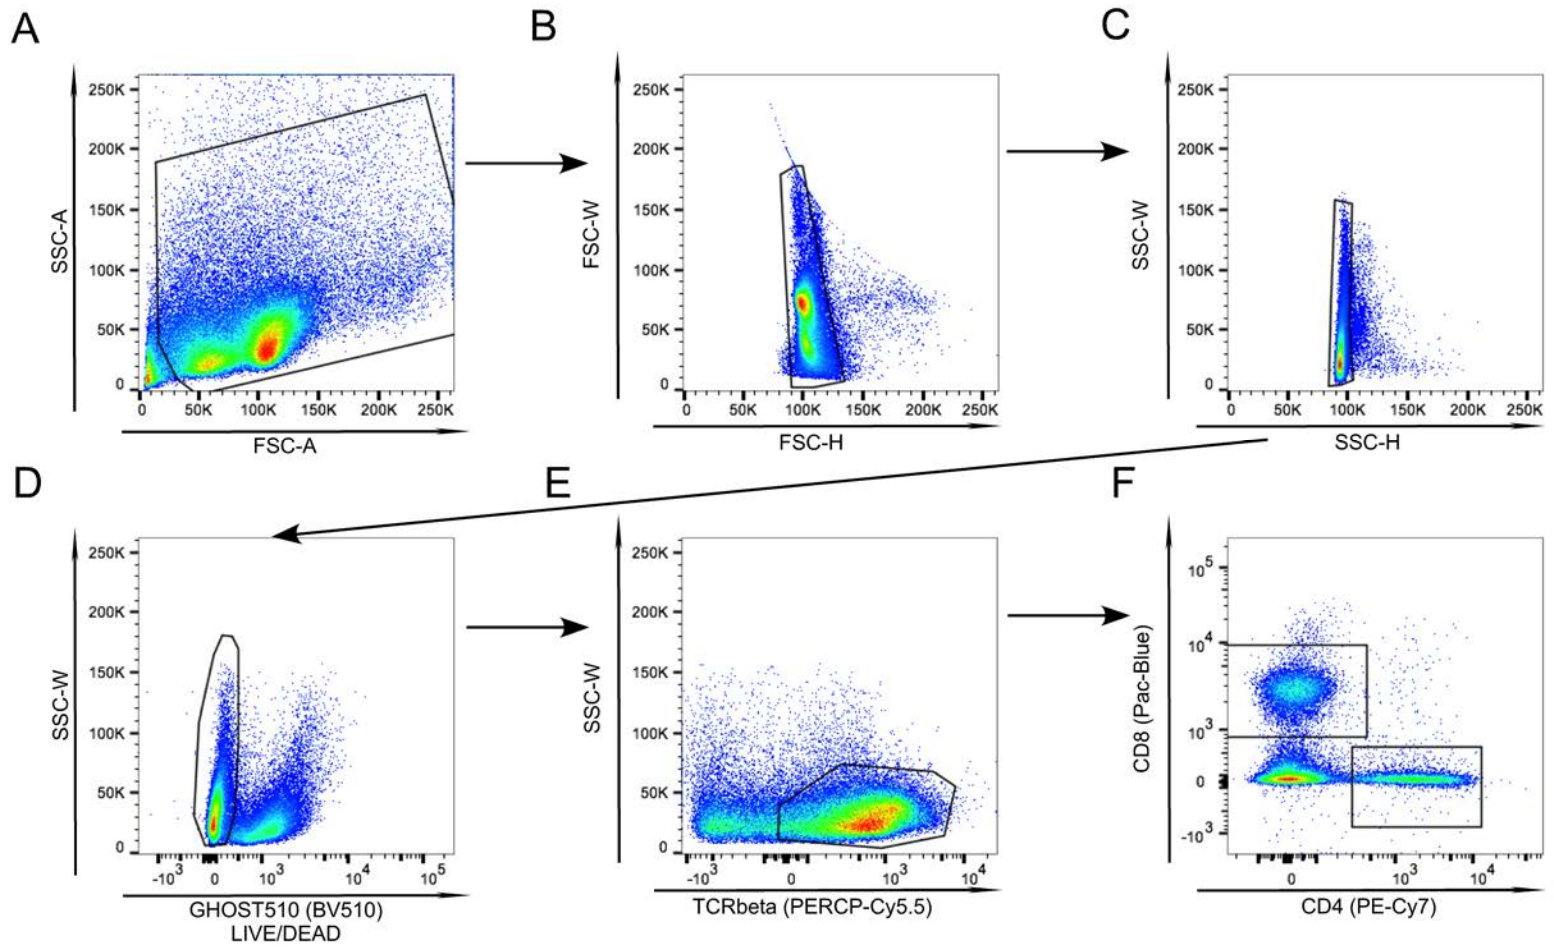 A
B
C
250K
200K
150K
100K
50K
0
SSC-A
0 50K 100K 150K 200K 250K
FSC-A
250K
200K
150K
100K
50K
0
FSC-W
0 50K 100K 150K 200K 250K
FSC-H
250K
200K
150K
100K
50K
0
SSC-W
0 50K 100K 150K 200K 250K
SSC-H
D
E
F
250K
200K
150K
100K
50K
0
SSC-W
-10³ 0 10³ 10⁴ 10⁵
GHOST510 (BV510)
LIVE/DEAD
250K
200K
150K
100K
50K
0
SSC-W
-10³ 0 10³ 10⁴
TCRbeta (PERCP-Cy5.5)
10⁵
10⁴
10³
0
-10³
CD8 (Pac-Blue)
0 10³ 10⁴
CD4 (PE-Cy7)